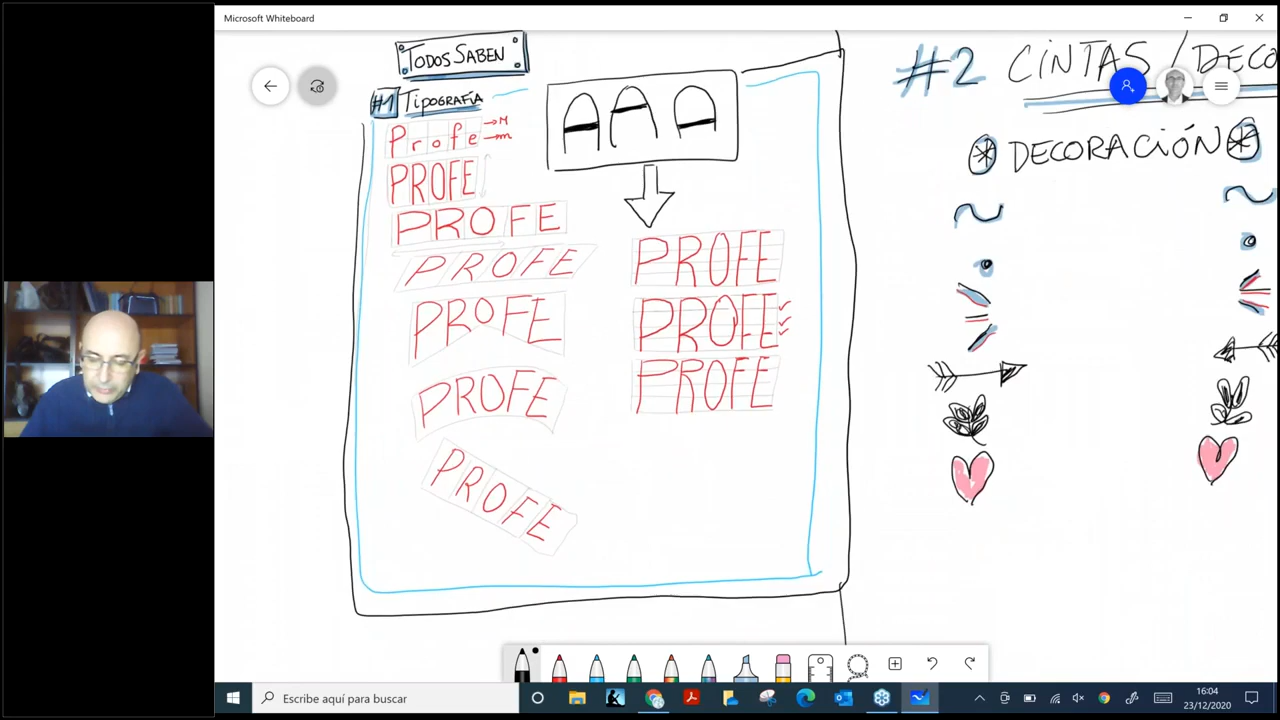 Microsoft Whiteboard
TODOS SABEN
#1 TIPOGRAFÍA
Profe → M
→ m
PROFE
PROFE
PROFE
PROFE
PROFE
PROFE
A A A
PROFE
PROFE
PROFE
#2 CINTAS / DECO
DECORACIÓN
Escribe aquí para buscar
16:04
23/12/2020